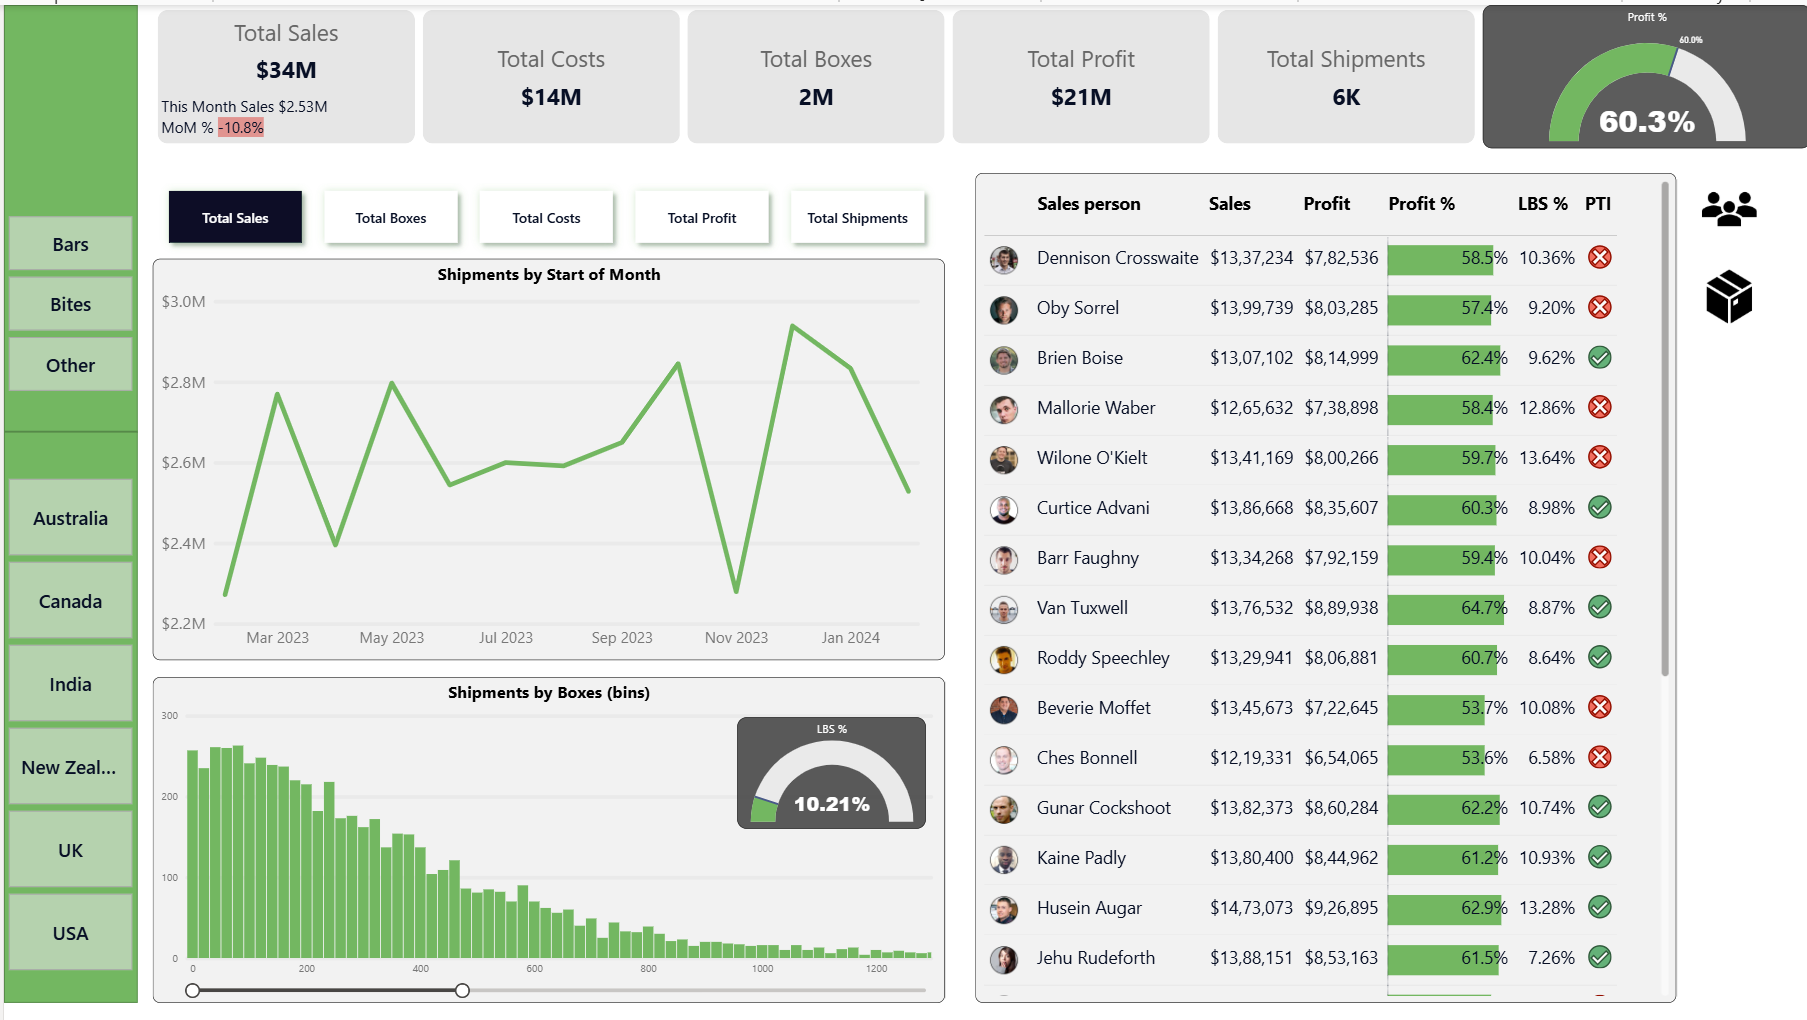 Total Sales
$34M
This Month Sales $2.53M
MoM % -10.8%
Total Costs
$14M
Total Boxes
2M
Total Profit
$21M
Total Shipments
6K
Profit %
60.0%
60.3%
Bars
Bites
Other
Australia
Canada
India
New Zeal...
UK
USA
Total Sales
Total Boxes
Total Costs
Total Profit
Total Shipments
Shipments by Start of Month
$3.0M
$2.8M
$2.6M
$2.4M
$2.2M
Mar 2023 May 2023 Jul 2023 Sep 2023 Nov 2023 Jan 2024
Shipments by Boxes (bins)
300
200
100
0
0 200 400 600 800 1000 1200
LBS %
10.21%
Sales person Sales Profit Profit % LBS % PTI
Dennison Crosswaite $13,37,234 $7,82,536 58.5% 10.36%
Oby Sorrel $13,99,739 $8,03,285 57.4% 9.20%
Brien Boise $13,07,102 $8,14,999 62.4% 9.62%
Mallorie Waber $12,65,632 $7,38,898 58.4% 12.86%
Wilone O'Kielt $13,41,169 $8,00,266 59.7% 13.64%
Curtice Advani $13,86,668 $8,35,607 60.3% 8.98%
Barr Faughny $13,34,268 $7,92,159 59.4% 10.04%
Van Tuxwell $13,76,532 $8,89,938 64.7% 8.87%
Roddy Speechley $13,29,941 $8,06,881 60.7% 8.64%
Beverie Moffet $13,45,673 $7,22,645 53.7% 10.08%
Ches Bonnell $12,19,331 $6,54,065 53.6% 6.58%
Gunar Cockshoot $13,82,373 $8,60,284 62.2% 10.74%
Kaine Padly $13,80,400 $8,44,962 61.2% 10.93%
Husein Augar $14,73,073 $9,26,895 62.9% 13.28%
Jehu Rudeforth $13,88,151 $8,53,163 61.5% 7.26%